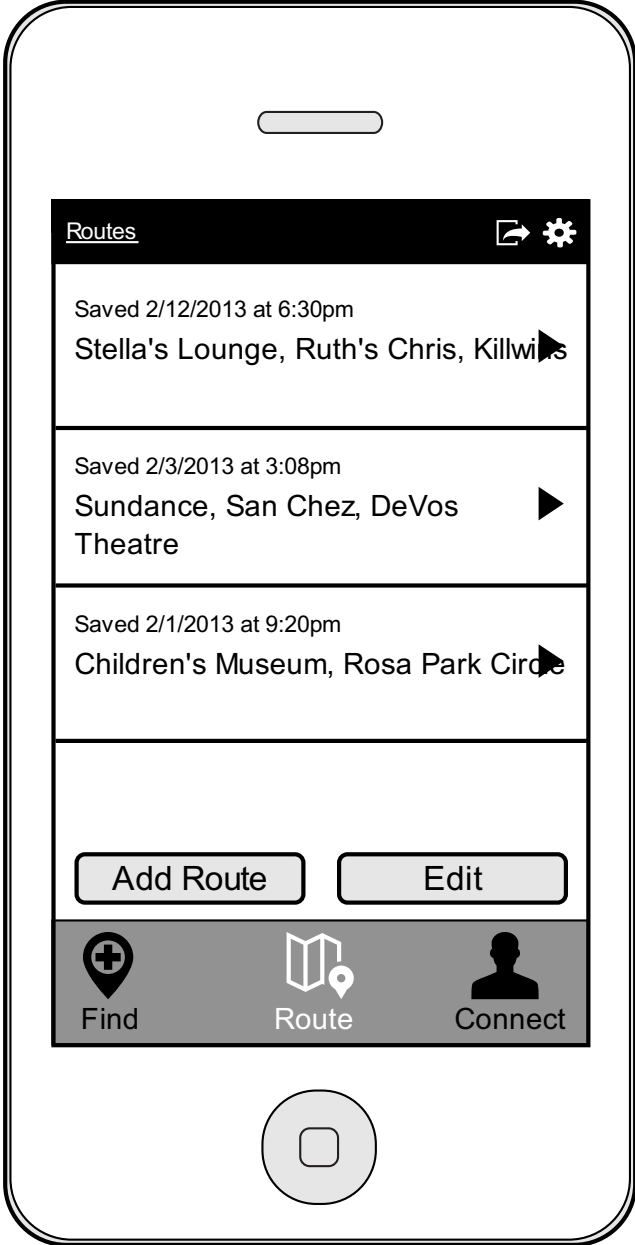 Routes
Saved 2/12/2013 at 6:30pm
Stella's Lounge, Ruth's Chris, Killwins
Saved 2/3/2013 at 3:08pm
Sundance, San Chez, DeVos
Theatre
Saved 2/1/2013 at 9:20pm
Children's Museum, Rosa Park Circle
Add Route
Edit
Find
Route
Connect